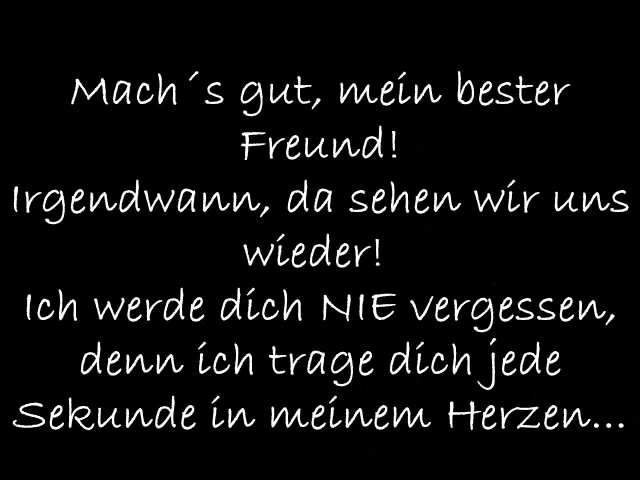 Mach´s gut, mein bester
Freund!
Irgendwann, da sehen wir uns
wieder!
Ich werde dich NIE vergessen,
denn ich trage dich jede
Sekunde in meinem Herzen...